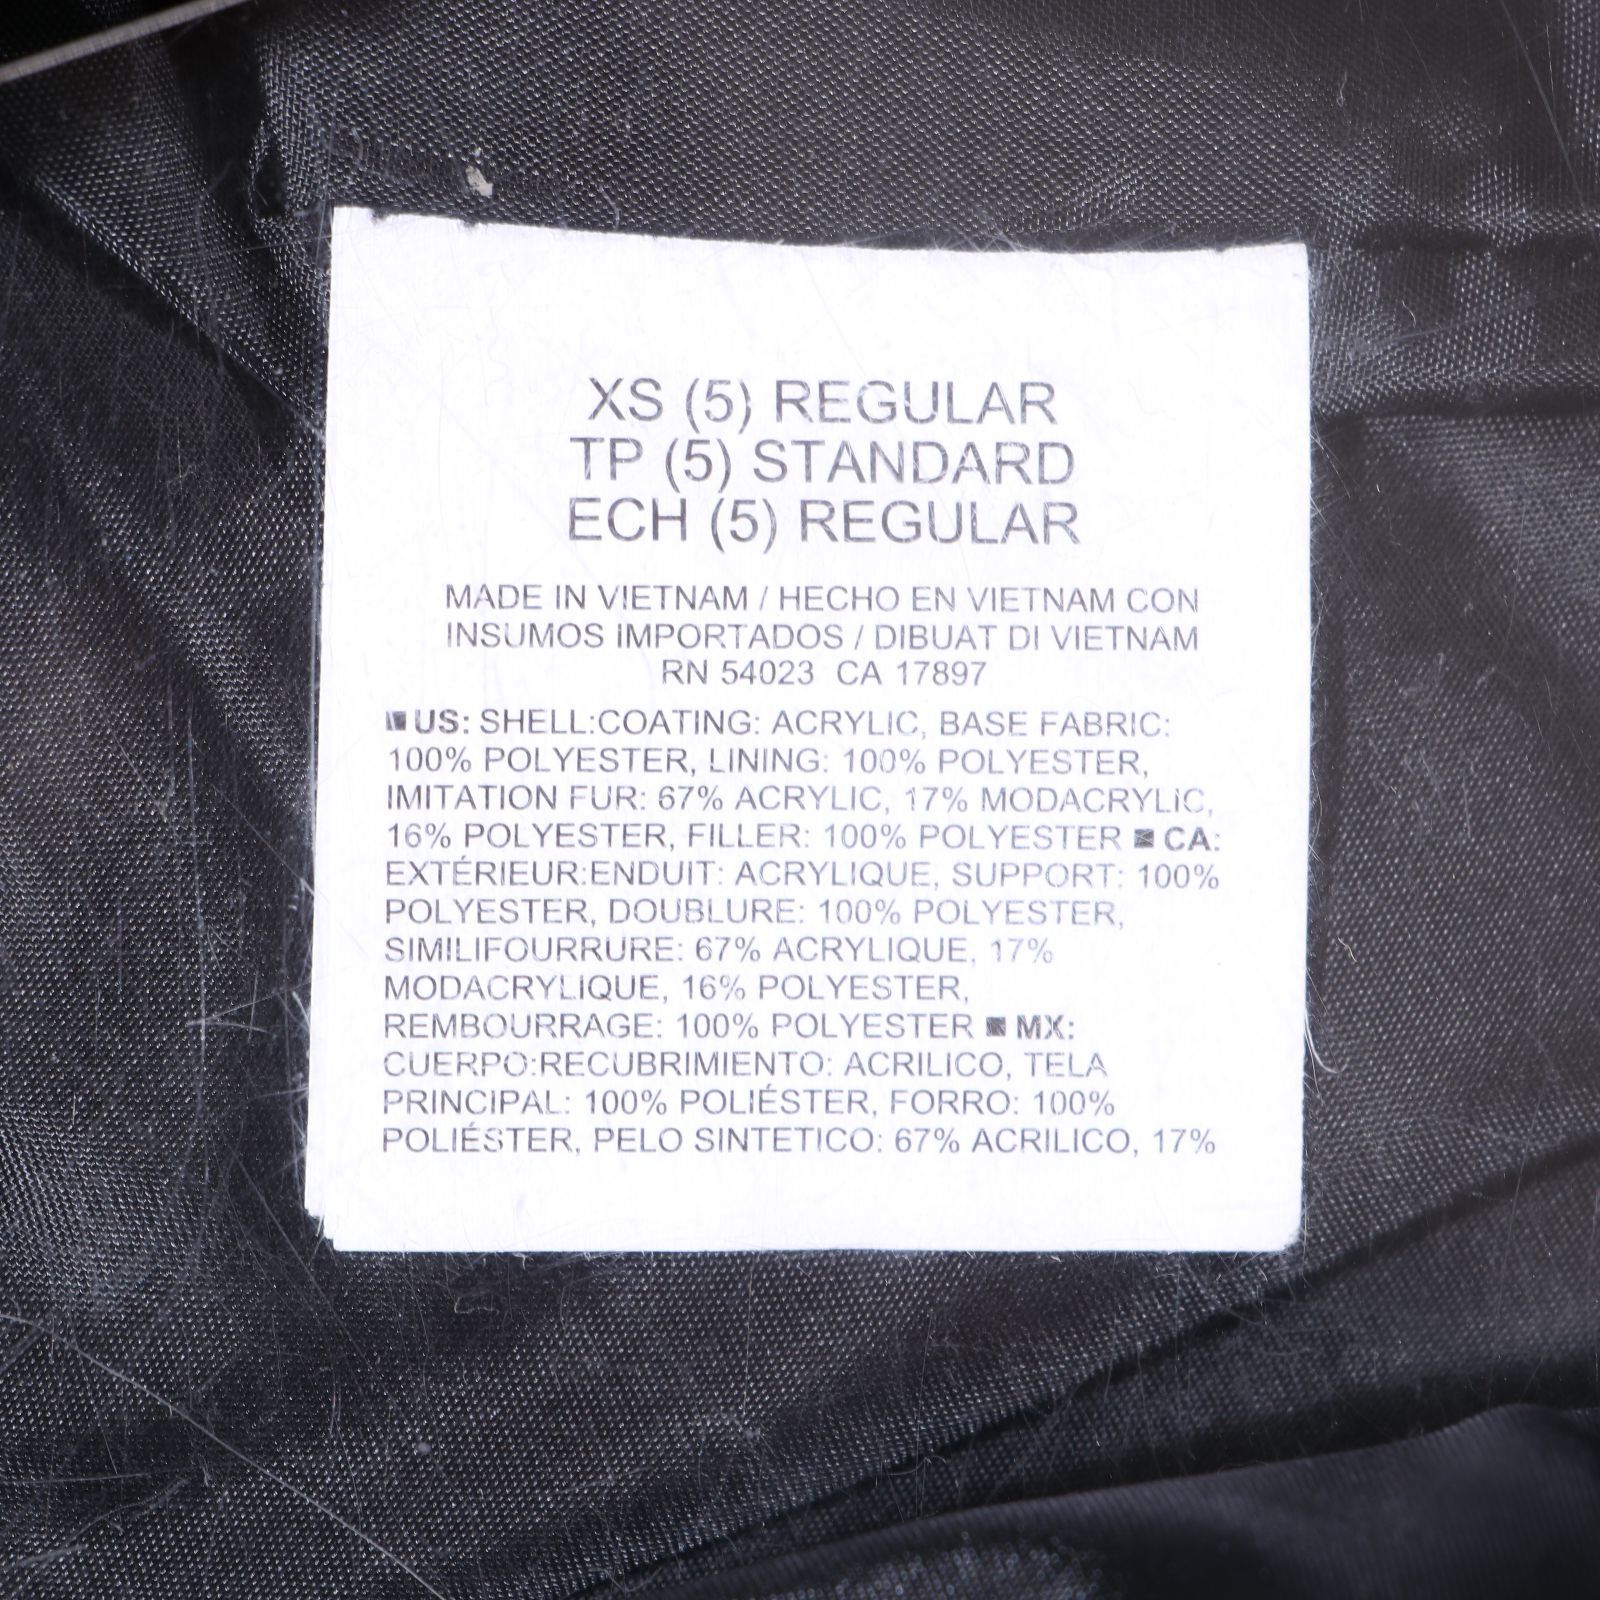 XS (5) REGULAR
TP (5) STANDARD
ECH (5) REGULAR
MADE IN VIETNAM / HECHO EN VIETNAM CON
INSUMOS IMPORTADOS / DIBUAT DI VIETNAM
RN 54023 CA 17897
■ US: SHELL:COATING: ACRYLIC, BASE FABRIC:
100% POLYESTER, LINING: 100% POLYESTER,
IMITATION FUR: 67% ACRYLIC, 17% MODACRYLIC,
16% POLYESTER, FILLER: 100% POLYESTER ■ CA:
EXTÉRIEUR:ENDUIT: ACRYLIQUE, SUPPORT: 100%
POLYESTER, DOUBLURE: 100% POLYESTER,
SIMILIFOURRURE: 67% ACRYLIQUE, 17%
MODACRYLIQUE, 16% POLYESTER,
REMBOURRAGE: 100% POLYESTER ■ MX:
CUERPO:RECUBRIMIENTO: ACRILICO, TELA
PRINCIPAL: 100% POLIÉSTER, FORRO: 100%
POLIÉSTER, PELO SINTETICO: 67% ACRILICO, 17%